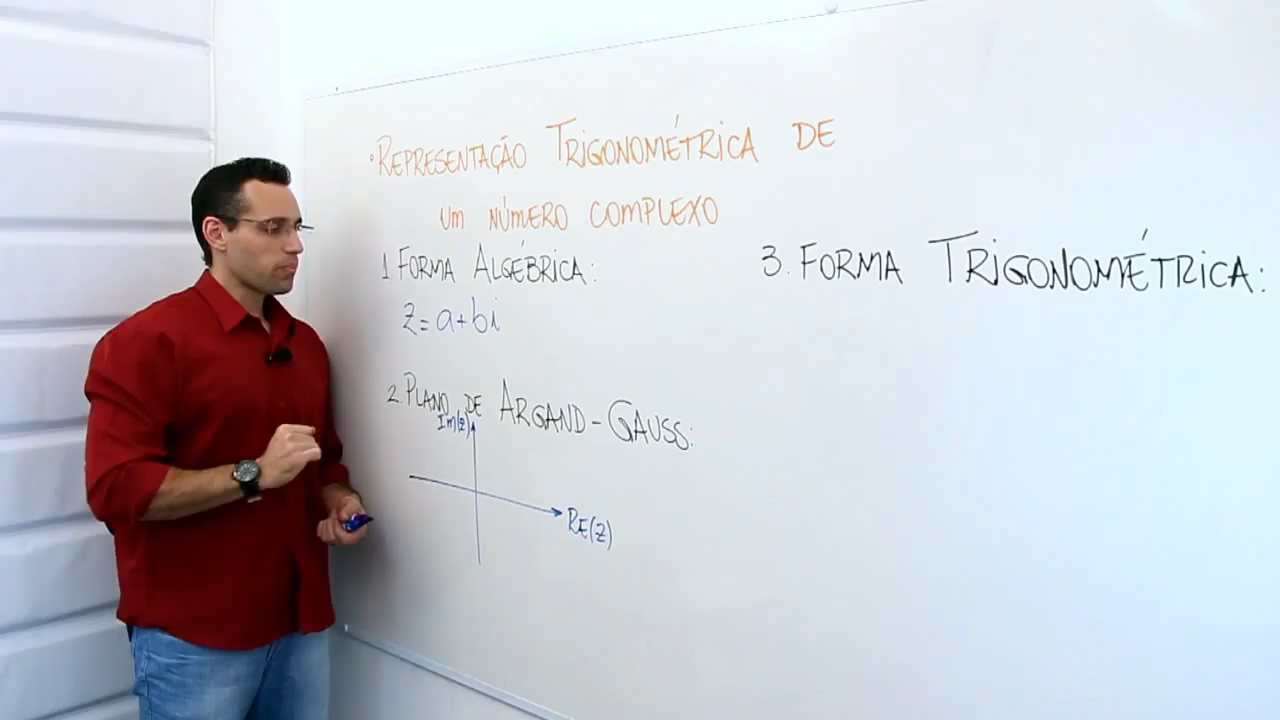 •REPRESENTAÇÃO TRIGONOMÉTRICA DE
UM NÚMERO COMPLEXO
1 FORMA ALGÉBRICA:
z=a+bi
2. PLANO DE ARGAND-GAUSS:
Im(z)
RE(Z)
3. FORMA TRIGONOMÉTRICA: